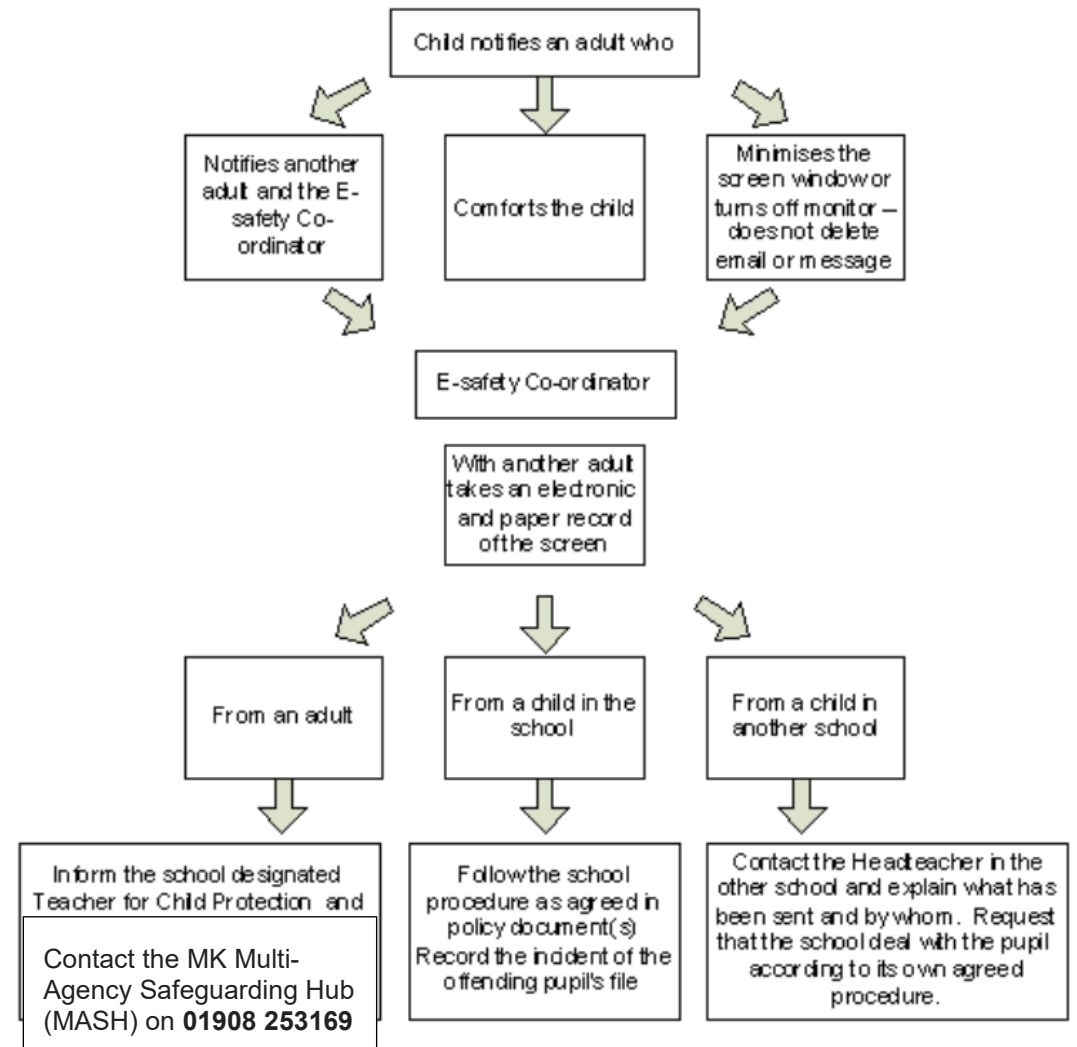 Child notifies an adult who
Notifies another
adult and the E-
safety Co-
ordinator
Comforts the child
Minimises the
screen window or
turns off monitor –
does not delete
email or message
E-safety Co-ordinator
With another adult
takes an electronic
and paper record
of the screen
From an adult
From a child in the
school
From a child in
another school
Inform the school designated
Teacher for Child Protection and
Contact the MK Multi-
Agency Safeguarding Hub
(MASH) on 01908 253169
Follow the school
procedure as agreed in
policy document(s)
Record the incident of the
offending pupil's file
Contact the Headteacher in the
other school and explain what has
been sent and by whom. Request
that the school deal with the pupil
according to its own agreed
procedure.